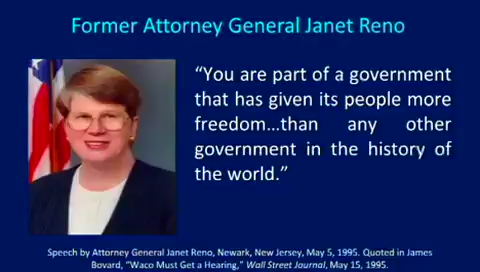 Former Attorney General Janet Reno
“You are part of a government
that has given its people more
freedom…than any other
government in the history of
the world.”
Speech by Attorney General Janet Reno, Newark, New Jersey, May 5, 1995. Quoted in James
Bovard, “Waco Must Get a Hearing,” Wall Street Journal, May 15, 1995.